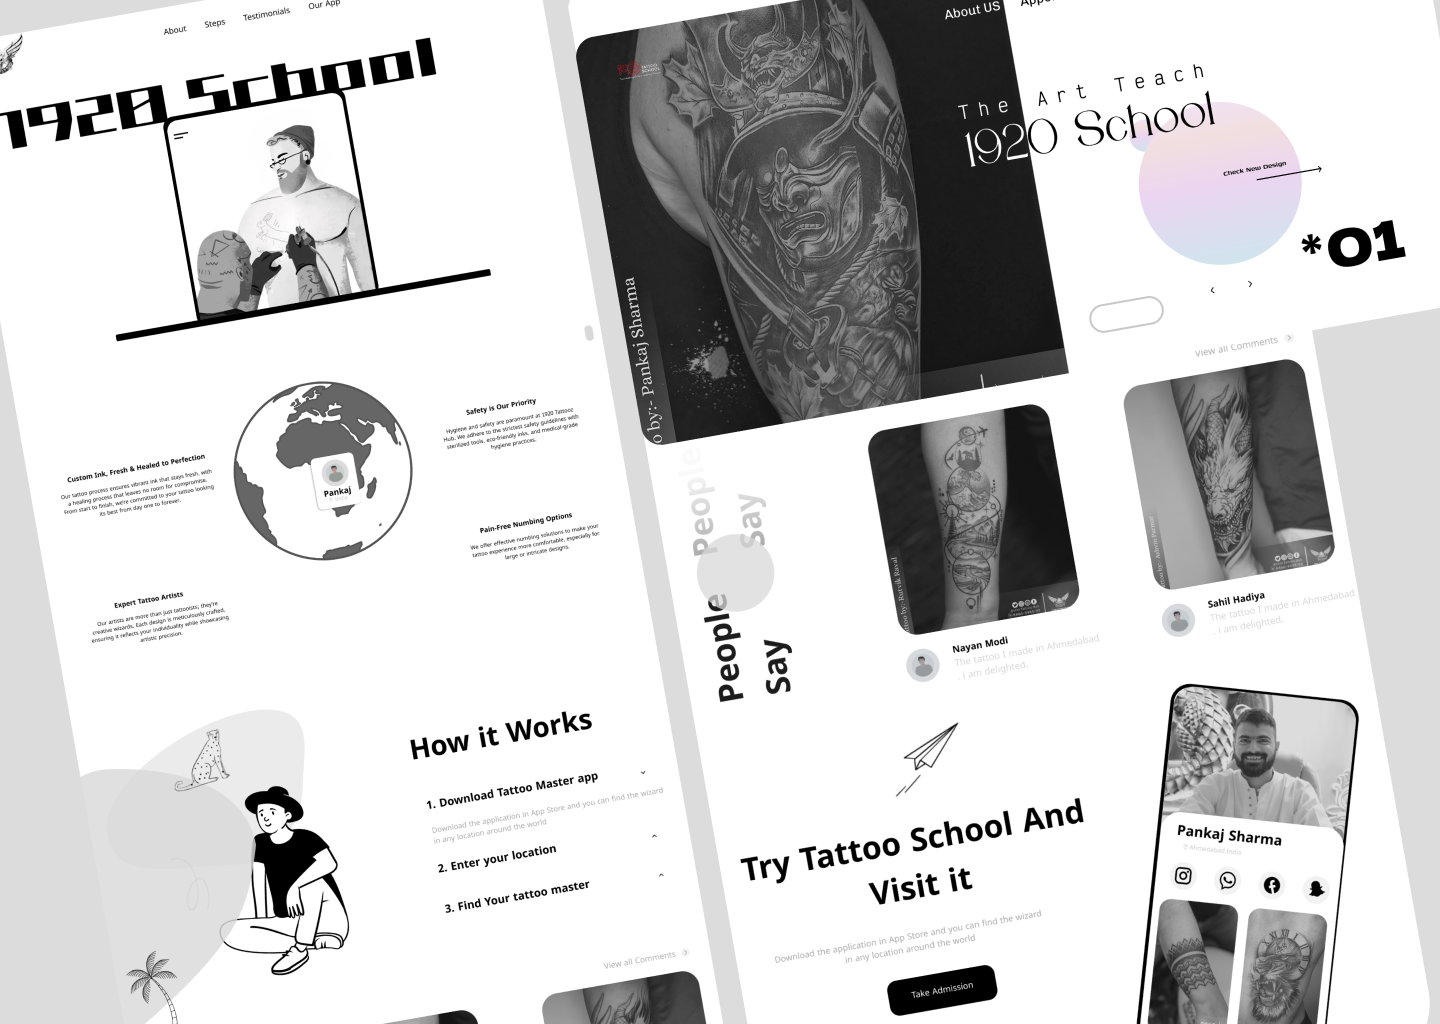 About
Steps
Testimonials
Our App
1920 School
Custom Ink, Fresh & Healed to Perfection
Our tattoo process ensures vibrant ink that stays fresh, with
a healing process that leaves no room for compromise.
From start to finish, we're committed to your tattoo looking
its best from day one to forever.
Safety is Our Priority
Hygiene and safety are paramount at 1920 Tattooz
Hub. We adhere to the strictest safety guidelines with
sterilized tools, eco-friendly inks, and medical-grade
hygiene practices.
Pankaj
Pain-Free Numbing Options
We offer effective numbing solutions to make your
tattoo experience more comfortable, especially for
large or intricate designs.
Expert Tattoo Artists
Our artists are more than just tattooists; they're
creative wizards. Each design is meticulously crafted,
ensuring it reflects your individuality while showcasing
artistic precision.
How it Works
1. Download Tattoo Master app
Download the application in App Store and you can find the wizard
in any location around the world
2. Enter your location
3. Find Your tattoo master
View all Comments
About US
The Art Teach
1920 School
Check New Design
*01
o by:- Pankaj Sharma
View all Comments
People
Say
People
Say
Nayan Modi
The tattoo I made in Ahmedabad
. i am delighted.
Sahil Hadiya
The tattoo I made in Ahmedabad
. i am delighted.
Try Tattoo School And
Visit it
Download the application in App Store and you can find the wizard
in any location around the world
Take Admission
Pankaj Sharma
Ahmedabad,India